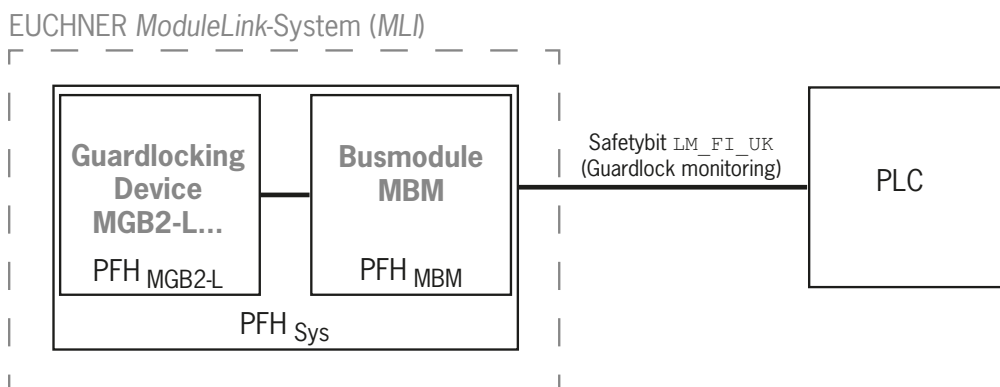 EUCHNER ModuleLink-System (MLI)
Guardlocking
Device
MGB2-L...
PFH MGB2-L
Busmodule
MBM
PFH MBM
PFH Sys
Safetybit LM_FI_UK
(Guardlock monitoring)
PLC